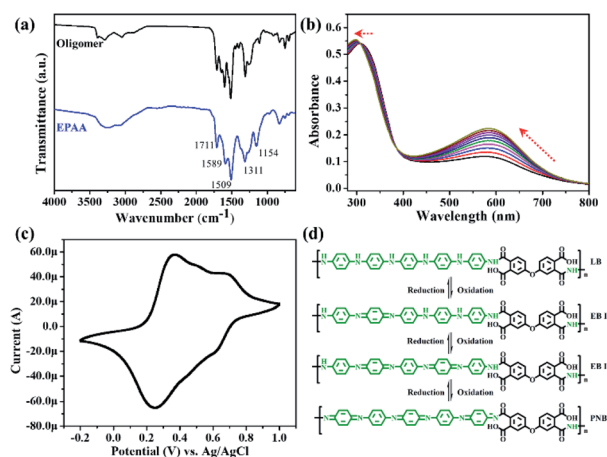 (a)
Oligomer
EPAA
1711
1589
1509
1311
1154
Transmittance (a.u.)
4000 3000 2000 1000
Wavenumber (cm-1)
(b)
0.6
0.5
0.4
0.3
0.2
0.1
0.0
Absorbance
300 400 500 600 700 800
Wavelength (nm)
(c)
60.0μ
40.0μ
20.0μ
0.0
-20.0μ
-40.0μ
-60.0μ
-80.0μ
Current (A)
-0.2 0.0 0.2 0.4 0.6 0.8 1.0
Potential (V) vs. Ag/AgCl
(d)
LB
Reduction Oxidation
EB I
Reduction Oxidation
EB I
Reduction Oxidation
PNB